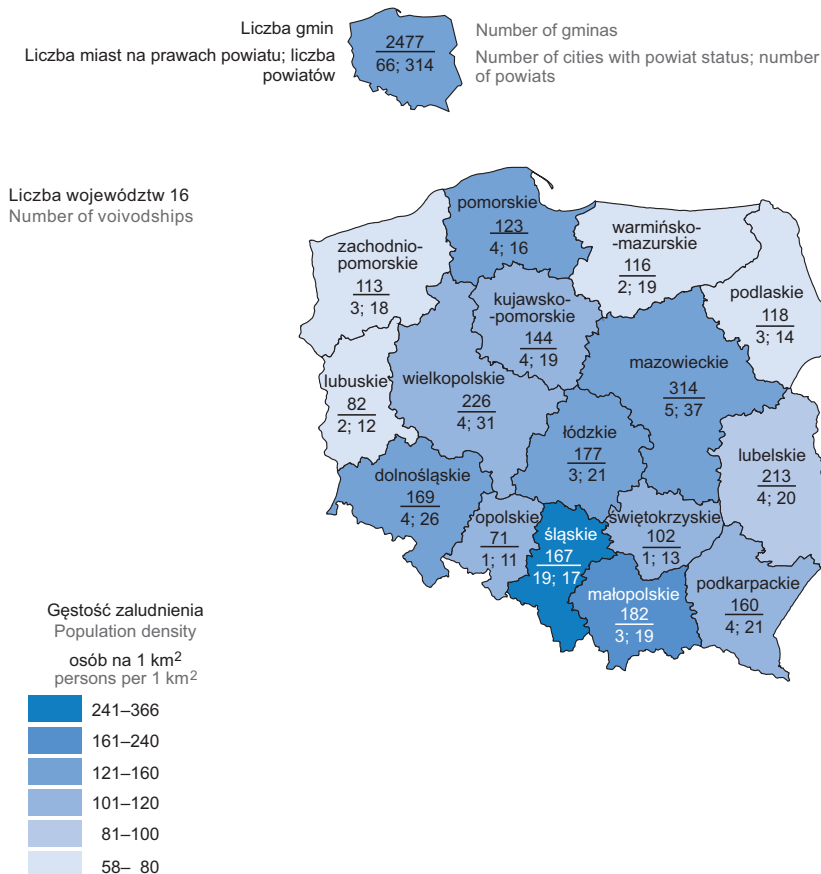 Liczba gmin
Number of gminas
2477
66; 314
Liczba miast na prawach powiatu; liczba
powiatów
Number of cities with powiat status; number
of powiats
Liczba województw 16
Number of voivodships
pomorskie
123
4; 16
zachodnio-
pomorskie
113
3; 18
warmińsko-
-mazurskie
116
2; 19
podlaskie
118
3; 14
kujawsko-
-pomorskie
144
4; 19
mazowieckie
314
5; 37
lubuskie
82
2; 12
wielkopolskie
226
4; 31
łódzkie
177
3; 21
lubelskie
213
4; 20
dolnośląskie
169
4; 26
opolskie
71
1; 11
śląskie
167
19; 17
świętokrzyskie
102
1; 13
małopolskie
182
3; 19
podkarpackie
160
4; 21
Gęstość zaludnienia
Population density
osób na 1 km²
persons per 1 km²
241–366
161–240
121–160
101–120
81–100
58– 80